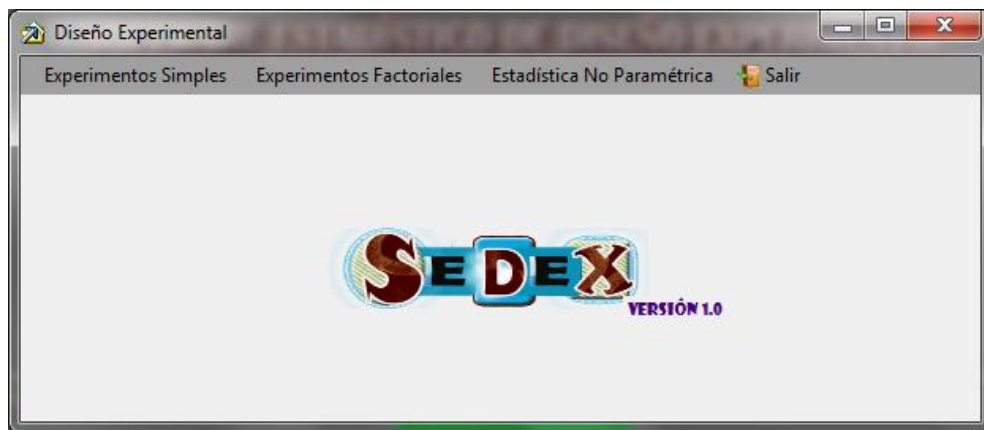 Diseño Experimental
Experimentos Simples Experimentos Factoriales Estadística No Paramétrica Salir
SEDEX
VERSIÓN 1.0